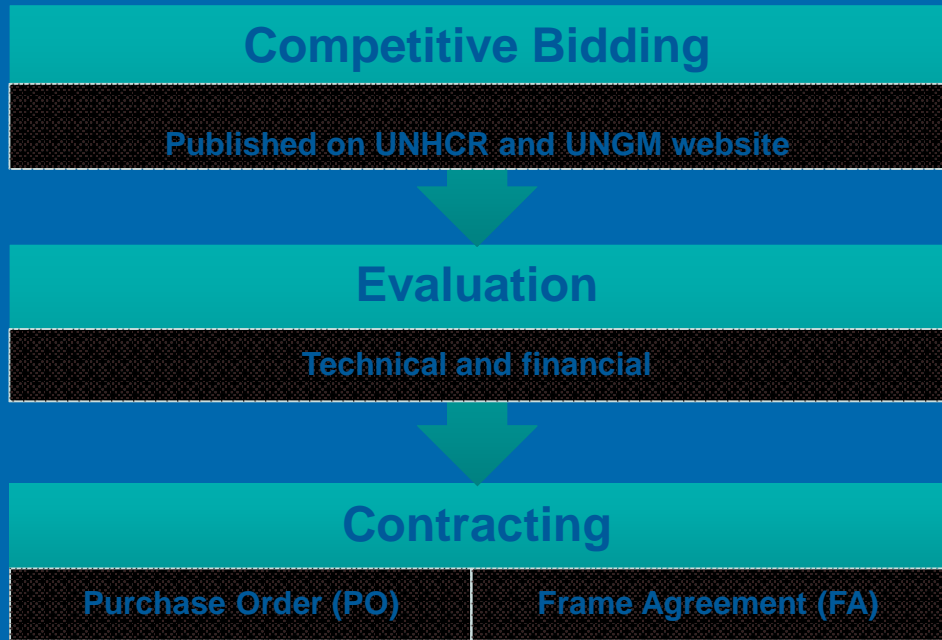 Competitive Bidding
Published on UNHCR and UNGM website
Evaluation
Technical and financial
Contracting
Purchase Order (PO)
Frame Agreement (FA)